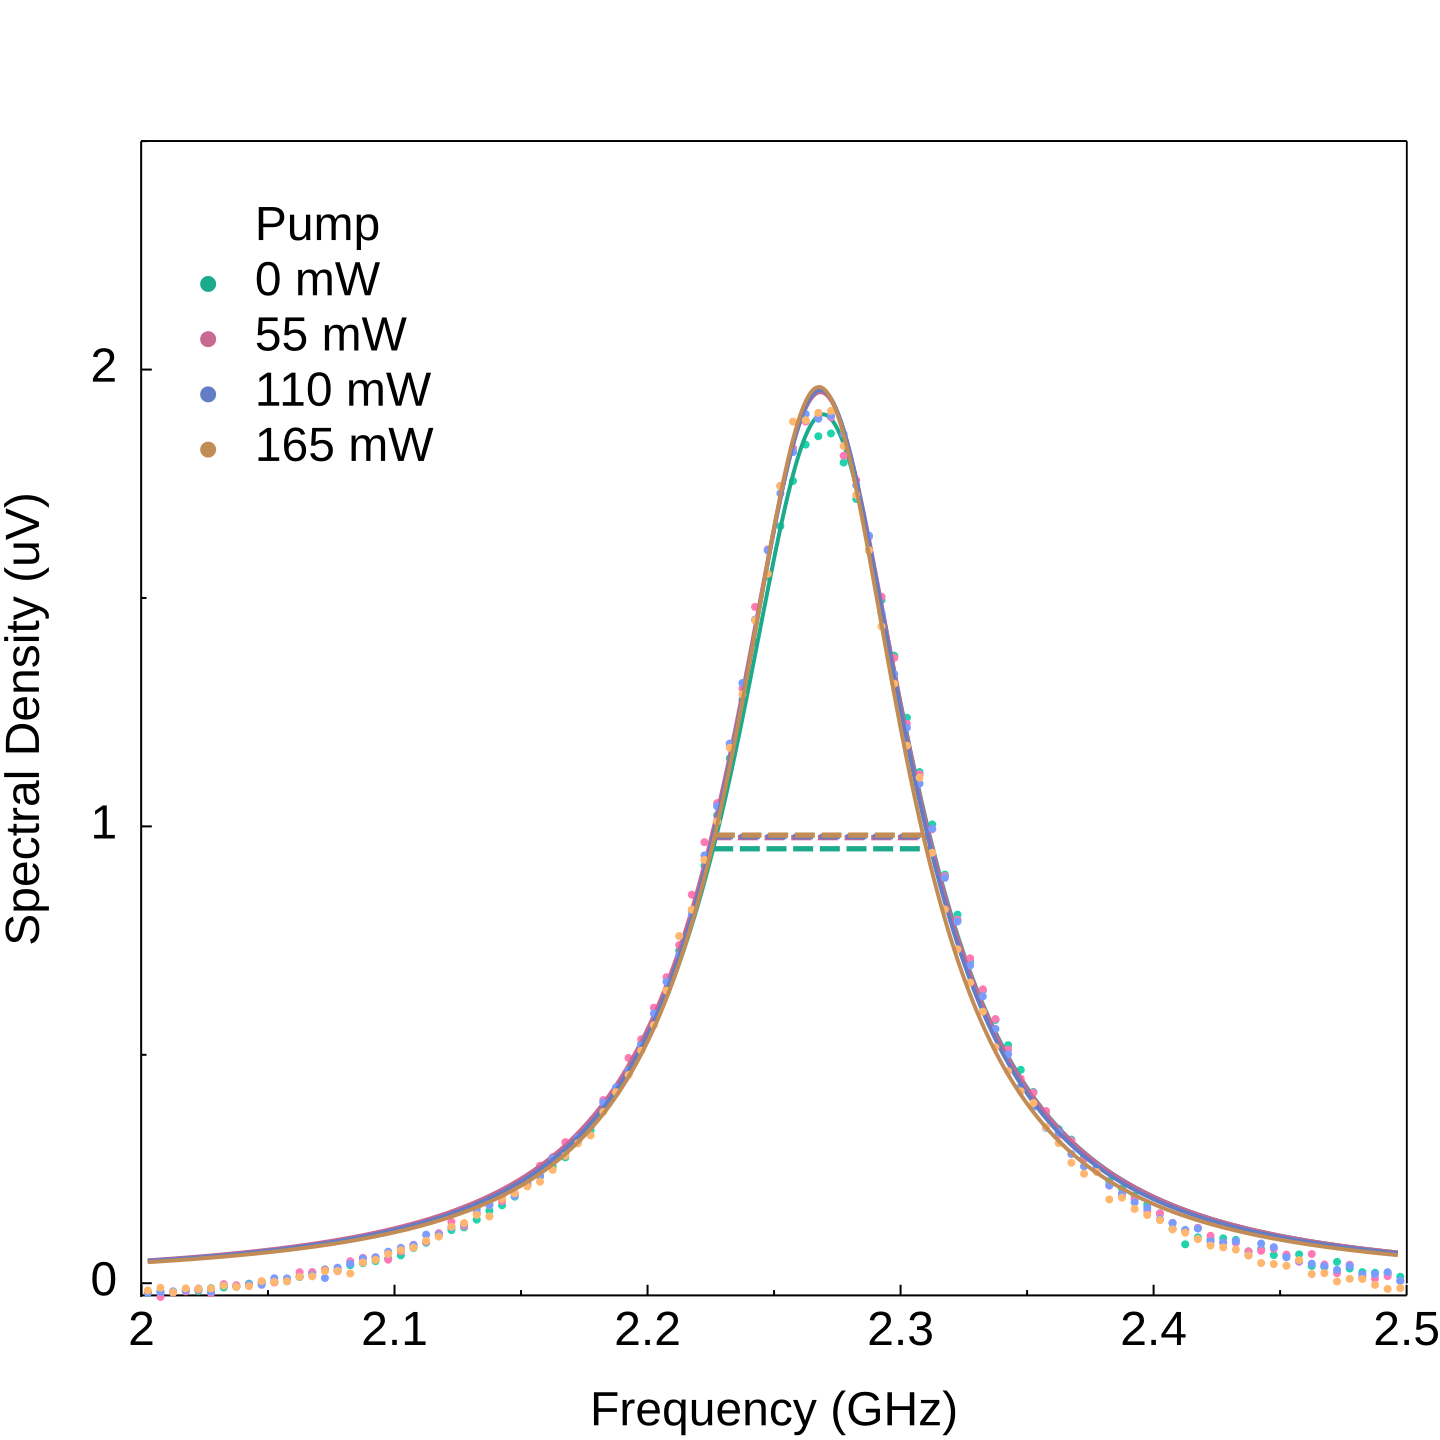 Pump
0 mW
55 mW
110 mW
165 mW
Spectral Density (uV)
2
1
0
2 2.1 2.2 2.3 2.4 2.5
Frequency (GHz)